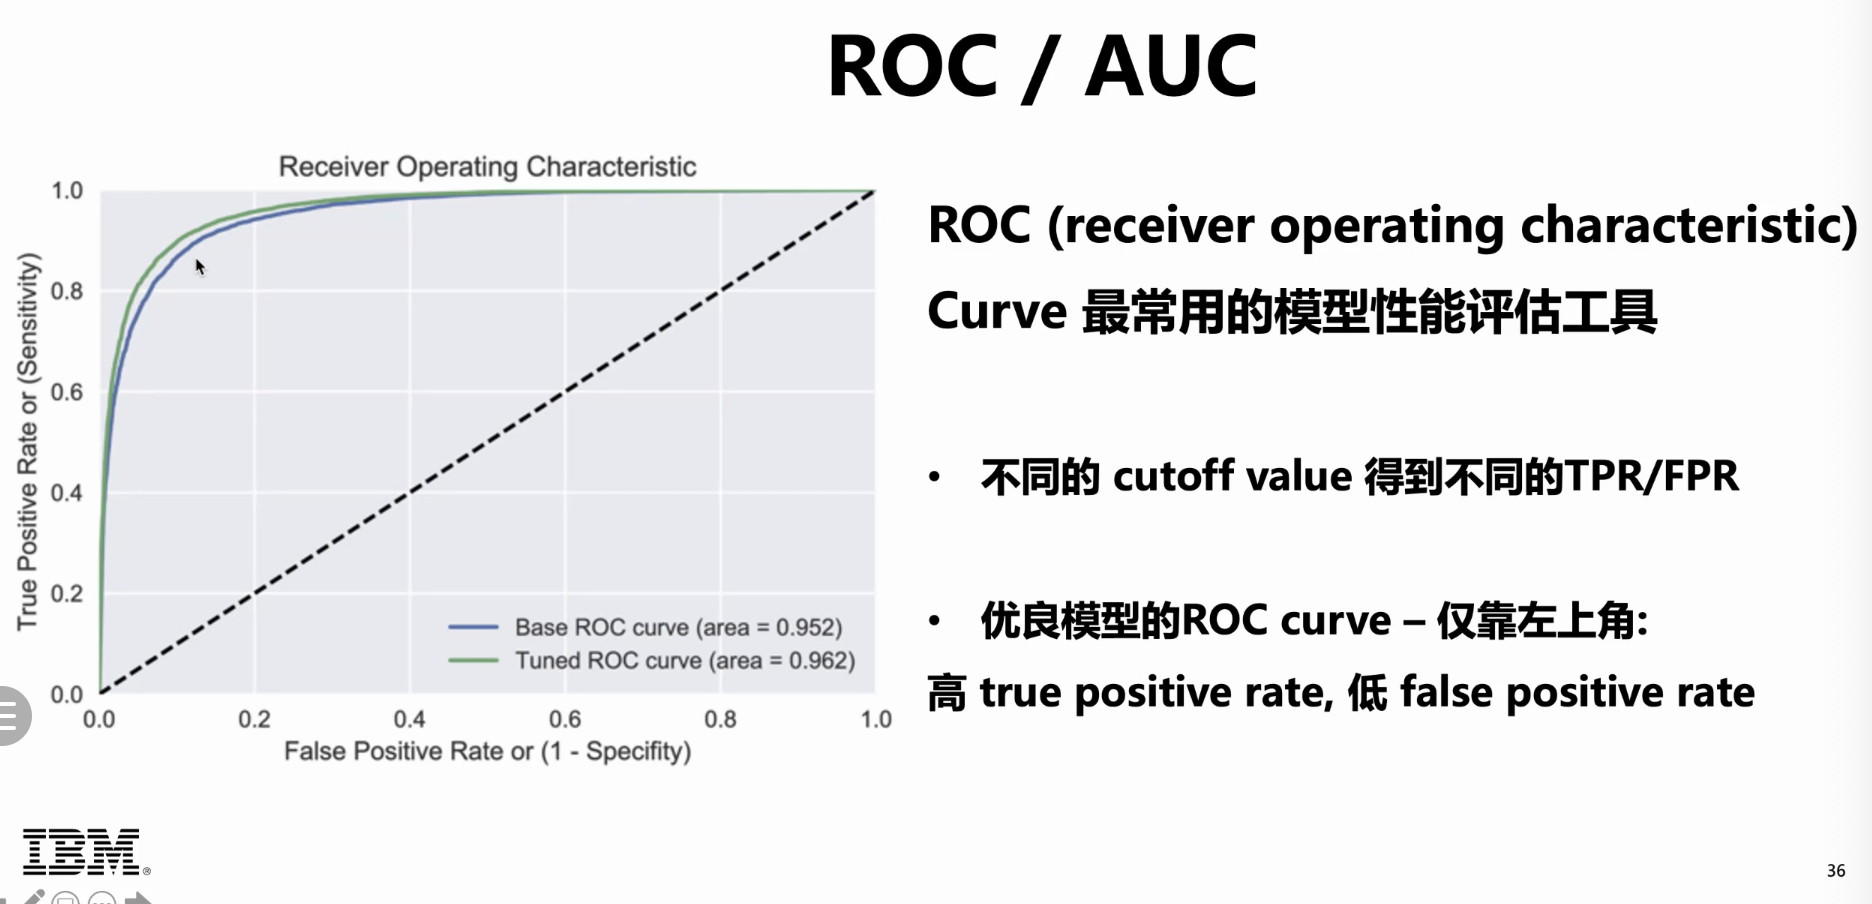 ROC / AUC
Receiver Operating Characteristic
1.0
0.8
0.6
0.4
0.2
0.0
True Positive Rate or (Sensitivity)
Base ROC curve (area = 0.952)
Tuned ROC curve (area = 0.962)
0.0 0.2 0.4 0.6 0.8 1.0
False Positive Rate or (1 - Specifity)
ROC (receiver operating characteristic)
Curve 最常用的模型性能评估工具
• 不同的 cutoff value 得到不同的TPR/FPR
• 优良模型的ROC curve – 仅靠左上角:
高 true positive rate, 低 false positive rate
IBM®
36